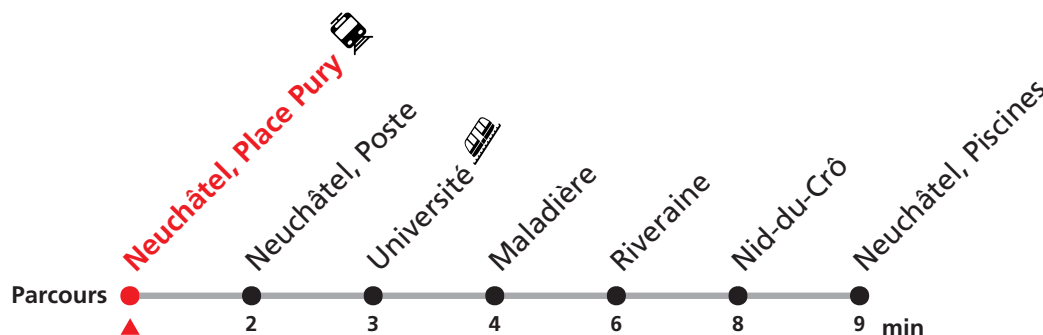 Neuchâtel, Place Pury
Neuchâtel, Poste
Université
Maladière
Riveraine
Nid-du-Crô
Neuchâtel, Piscines
Parcours
2 3 4 6 8 9 min